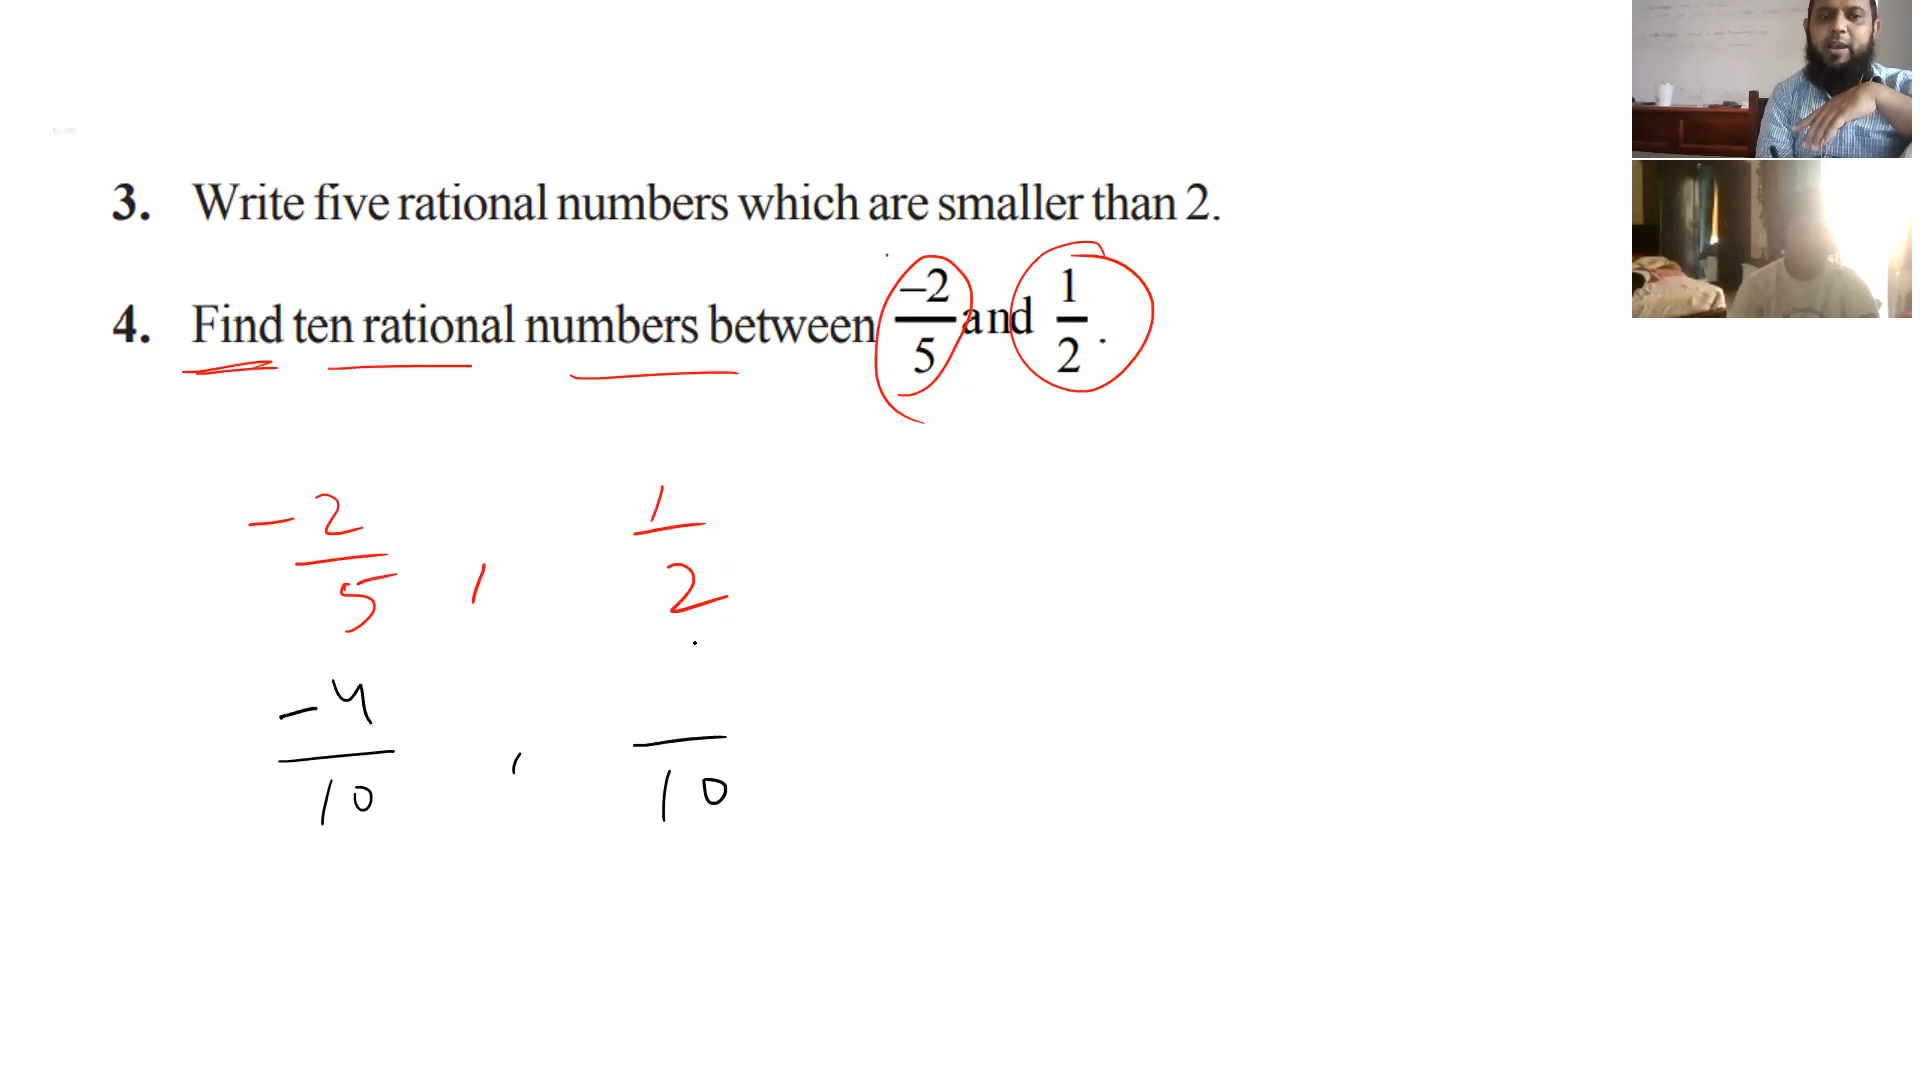 3. Write five rational numbers which are smaller than 2.
4. Find ten rational numbers between –2/5 and 1/2.
–2/5 , 1/2
–4/10 , /10